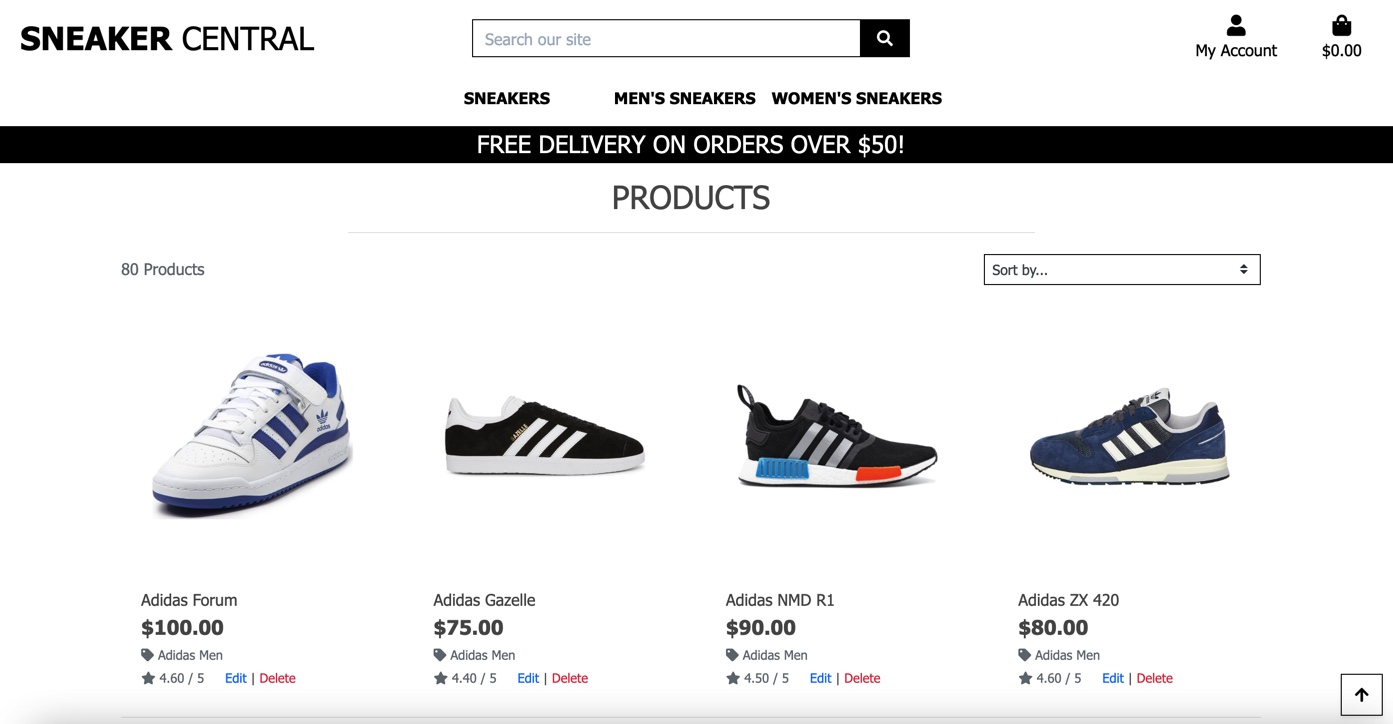 SNEAKER CENTRAL
Search our site
My Account
$0.00
SNEAKERS
MEN'S SNEAKERS
WOMEN'S SNEAKERS
FREE DELIVERY ON ORDERS OVER $50!
PRODUCTS
80 Products
Sort by...
adidas
GAZELLE
Adidas Forum
$100.00
Adidas Men
4.60 / 5 Edit | Delete
Adidas Gazelle
$75.00
Adidas Men
4.40 / 5 Edit | Delete
Adidas NMD R1
$90.00
Adidas Men
4.50 / 5 Edit | Delete
Adidas ZX 420
$80.00
Adidas Men
4.60 / 5 Edit | Delete